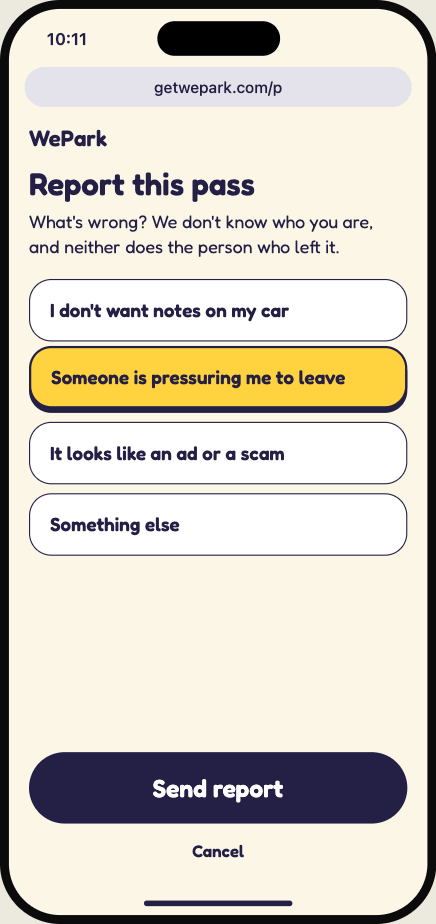 10:11
getwepark.com/p
WePark
Report this pass
What's wrong? We don't know who you are,
and neither does the person who left it.
I don't want notes on my car
Someone is pressuring me to leave
It looks like an ad or a scam
Something else
Send report
Cancel